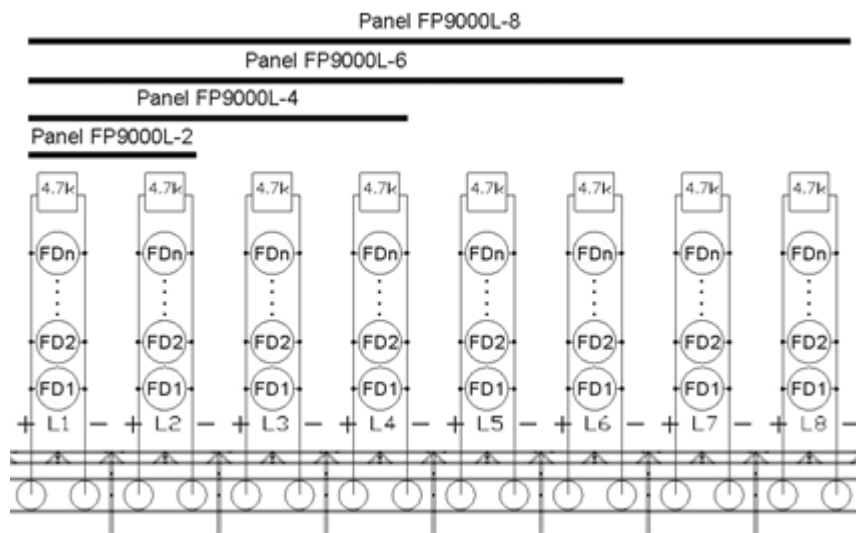 Panel FP9000L-8
Panel FP9000L-6
Panel FP9000L-4
Panel FP9000L-2
4.7k 4.7k 4.7k 4.7k 4.7k 4.7k 4.7k 4.7k
FDn FDn FDn FDn FDn FDn FDn FDn
FD2 FD2 FD2 FD2 FD2 FD2 FD2 FD2
FD1 FD1 FD1 FD1 FD1 FD1 FD1 FD1
+ L1 - + L2 - + L3 - + L4 - + L5 - + L6 - + L7 - + L8 -